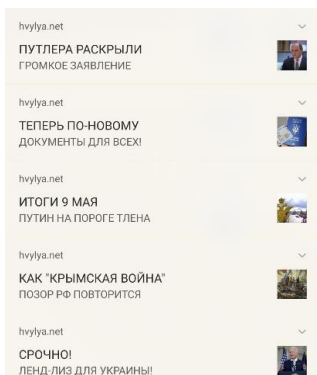 hvylya.net
ПУТЛЕРА РАСКРЫЛИ
ГРОМКОЕ ЗАЯВЛЕНИЕ
hvylya.net
ТЕПЕРЬ ПО-НОВОМУ
ДОКУМЕНТЫ ДЛЯ ВСЕХ!
hvylya.net
ИТОГИ 9 МАЯ
ПУТИН НА ПОРОГЕ ТЛЕНА
hvylya.net
КАК "КРЫМСКАЯ ВОЙНА"
ПОЗОР РФ ПОВТОРИТСЯ
hvylya.net
СРОЧНО!
ЛЕНД-ЛИЗ ДЛЯ УКРАИНЫ!